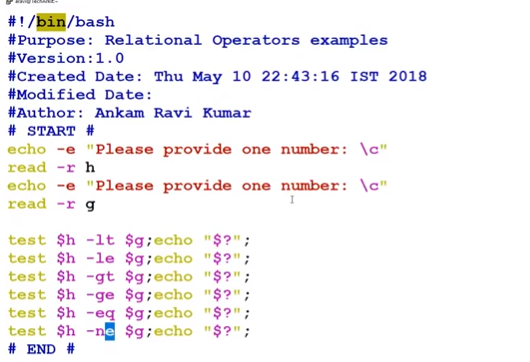 #!/bin/bash
#Purpose: Relational Operators examples
#Version:1.0
#Created Date: Thu May 10 22:43:16 IST 2018
#Modified Date:
#Author: Ankam Ravi Kumar
# START #
echo -e "Please provide one number: \c"
read -r h
echo -e "Please provide one number: \c"
read -r g
test $h -lt $g;echo "$?";
test $h -le $g;echo "$?";
test $h -gt $g;echo "$?";
test $h -ge $g;echo "$?";
test $h -eq $g;echo "$?";
test $h -ne $g;echo "$?";
# END #